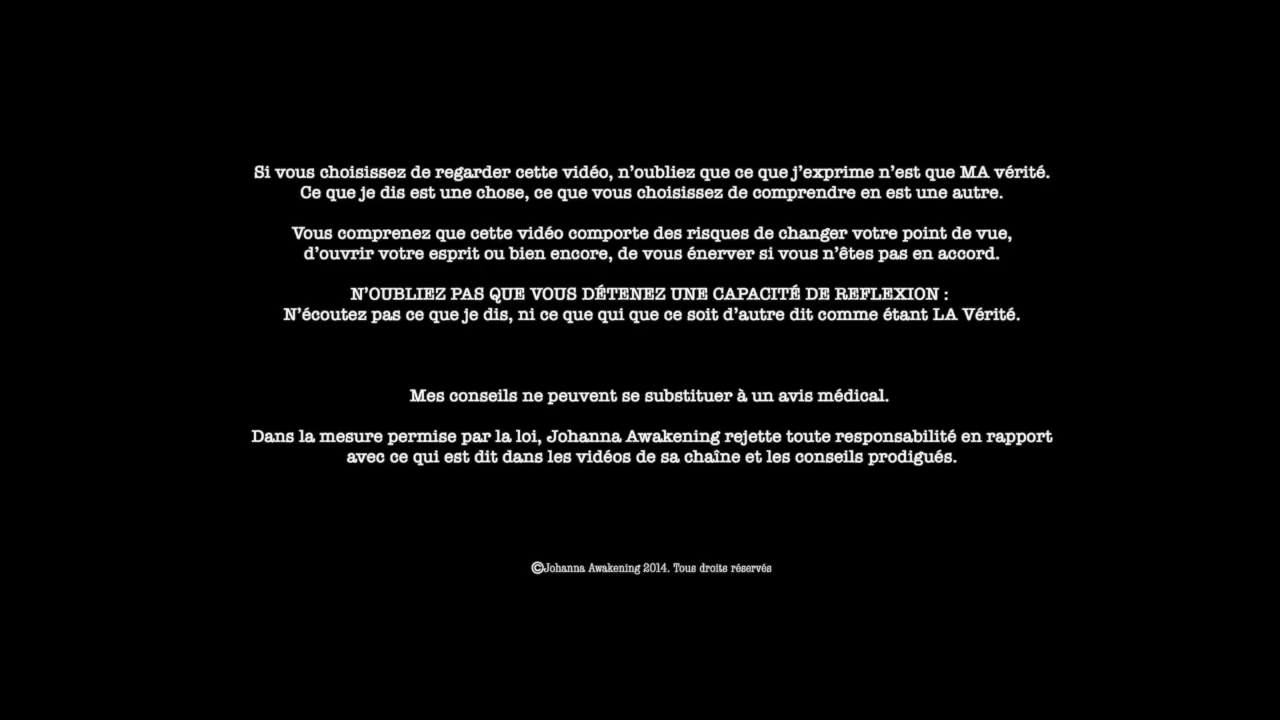 Si vous choisissez de regarder cette vidéo, n’oubliez que ce que j’exprime n’est que MA vérité.
Ce que je dis est une chose, ce que vous choisissez de comprendre en est une autre.
Vous comprenez que cette vidéo comporte des risques de changer votre point de vue,
d’ouvrir votre esprit ou bien encore, de vous énerver si vous n’êtes pas en accord.
N’OUBLIEZ PAS QUE VOUS DÉTENEZ UNE CAPACITÉ DE REFLEXION :
N’écoutez pas ce que je dis, ni ce que qui que ce soit d’autre dit comme étant LA Vérité.
Mes conseils ne peuvent se substituer à un avis médical.
Dans la mesure permise par la loi, Johanna Awakening rejette toute responsabilité en rapport
avec ce qui est dit dans les vidéos de sa chaîne et les conseils prodigués.
©Johanna Awakening 2014. Tous droits réservés